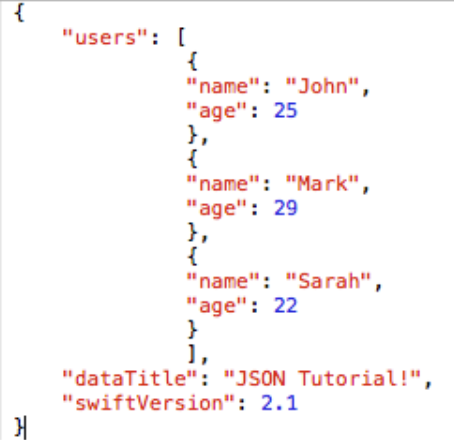 {
"users": [
{
"name": "John",
"age": 25
},
{
"name": "Mark",
"age": 29
},
{
"name": "Sarah",
"age": 22
}
],
"dataTitle": "JSON Tutorial!",
"swiftVersion": 2.1
}